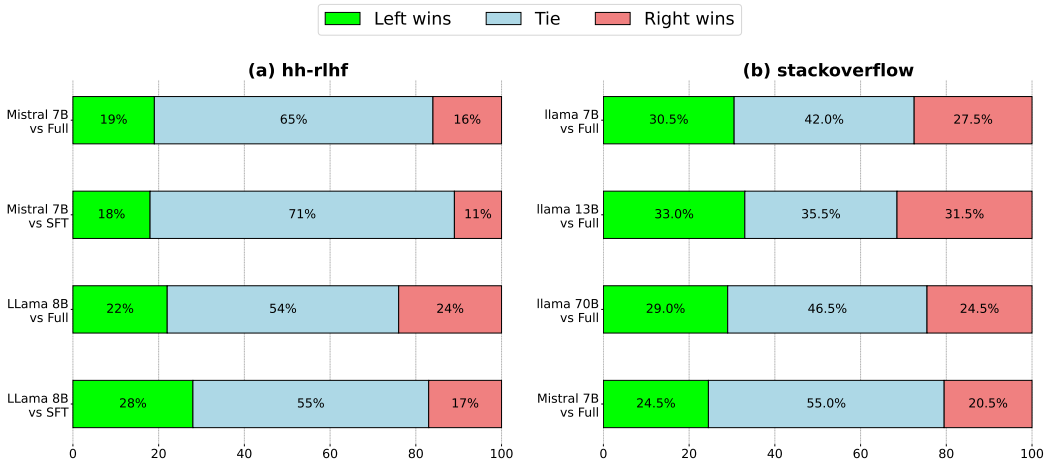 Left wins Tie Right wins
(a) hh-rlhf
Mistral 7B
vs Full
19% 65% 16%
Mistral 7B
vs SFT
18% 71% 11%
LLama 8B
vs Full
22% 54% 24%
LLama 8B
vs SFT
28% 55% 17%
0 20 40 60 80 100
(b) stackoverflow
llama 7B
vs Full
30.5% 42.0% 27.5%
llama 13B
vs Full
33.0% 35.5% 31.5%
llama 70B
vs Full
29.0% 46.5% 24.5%
Mistral 7B
vs Full
24.5% 55.0% 20.5%
0 20 40 60 80 100